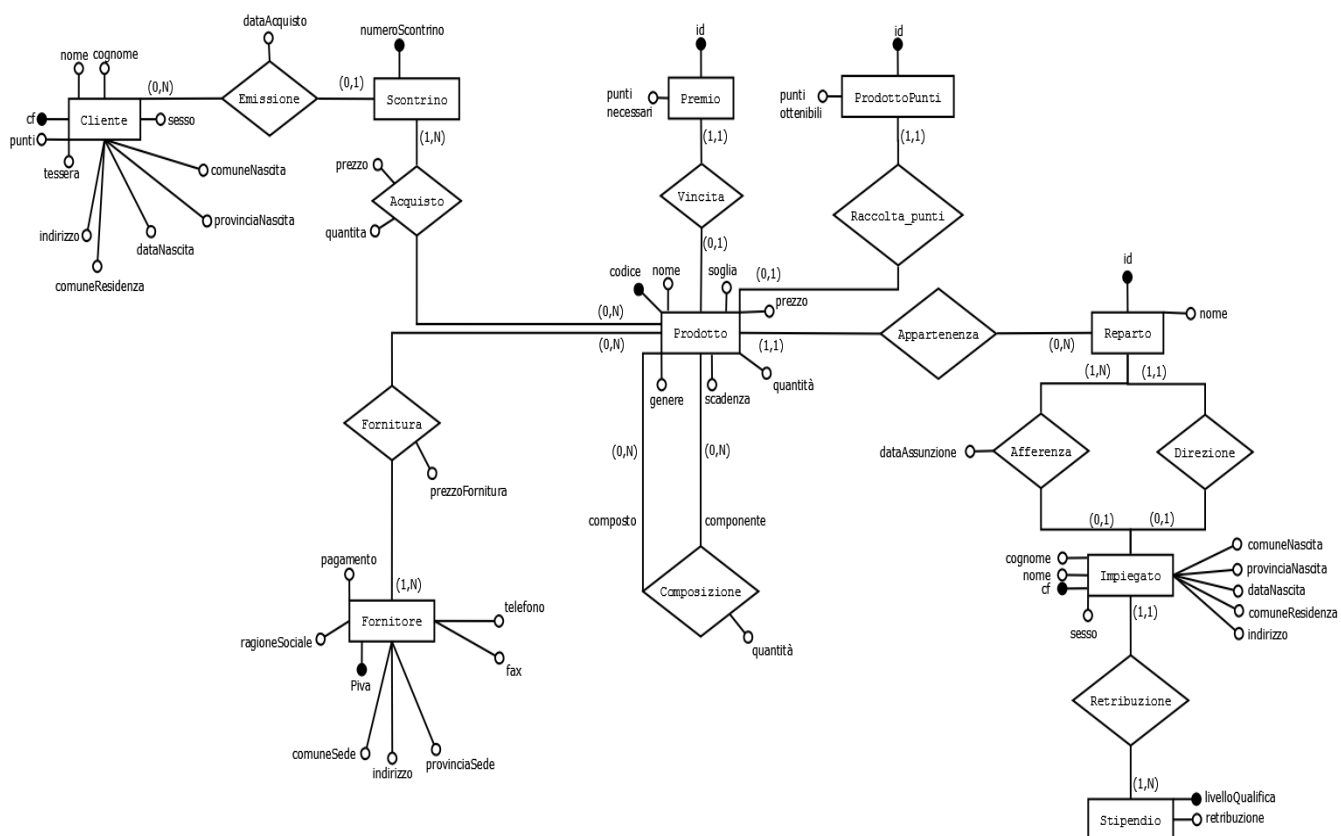 dataAcquisto
numeroScontrino
nome
cognome
(0,N)
Emissione
(0,1)
Scontrino
cf
Cliente
sesso
punti
tessera
comuneNascita
provinciaNascita
dataNascita
indirizzo
comuneResidenza
(1,N)
prezzo
Acquisto
quantita
(0,N)
id
punti
necessari
Premio
(1,1)
Vincita
(0,1)
id
punti
ottenibili
ProdottoPunti
(1,1)
Raccolta_punti
(0,1)
codice
nome
soglia
prezzo
Prodotto
genere
scadenza
quantità
(1,1)
Appartenenza
(0,N)
id
nome
Reparto
(0,N)
Fornitura
prezzoFornitura
(1,N)
pagamento
telefono
Fornitore
ragioneSociale
fax
Piva
comuneSede
indirizzo
provinciaSede
(0,N)
(0,N)
composto
componente
Composizione
quantità
(1,N)
(1,1)
dataAssunzione
Afferenza
Direzione
(0,1)
(0,1)
cognome
nome
cf
Impiegato
sesso
comuneNascita
provinciaNascita
dataNascita
comuneResidenza
indirizzo
(1,1)
Retribuzione
(1,N)
Stipendio
livelloQualifica
retribuzione